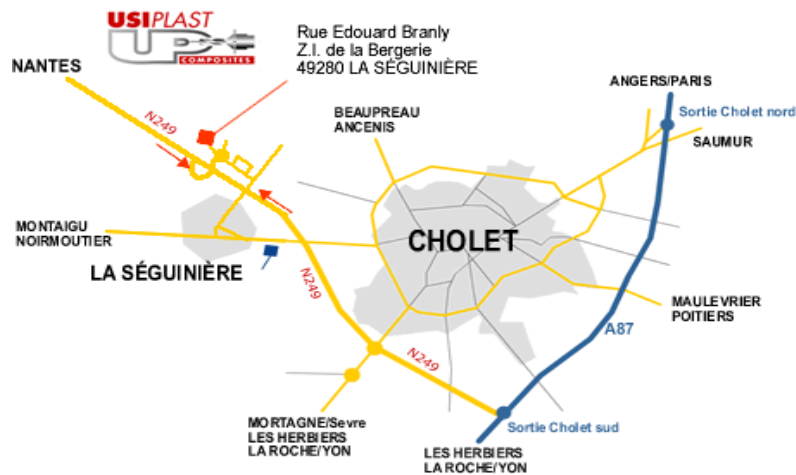 USIPLAST
UP
COMPOSITES
Rue Edouard Branly
Z.I. de la Bergerie
49280 LA SÉGUINIÈRE
NANTES
N249
BEAUPREAU
ANCENIS
ANGERS/PARIS
Sortie Cholet nord
SAUMUR
MONTAIGU
NOIRMOUTIER
CHOLET
LA SÉGUINIÈRE
N249
MAULEVRIER
POITIERS
A87
N249
MORTAGNE/Sevre
LES HERBIERS
LA ROCHE/YON
Sortie Cholet sud
LES HERBIERS
LA ROCHE/YON